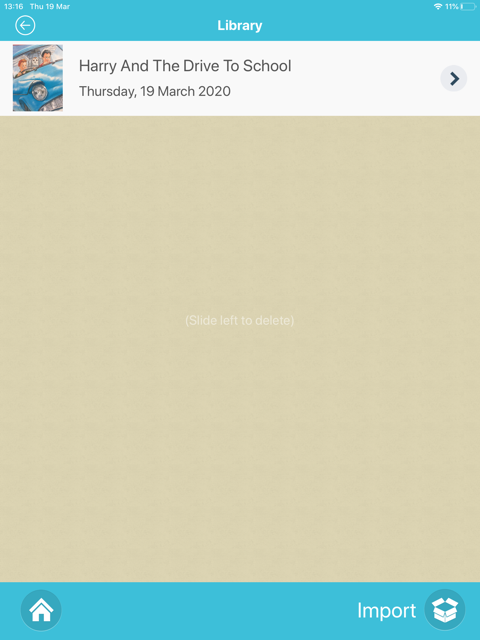 13:16 Thu 19 Mar
11%
Library
Harry And The Drive To School
Thursday, 19 March 2020
(Slide left to delete)
Import